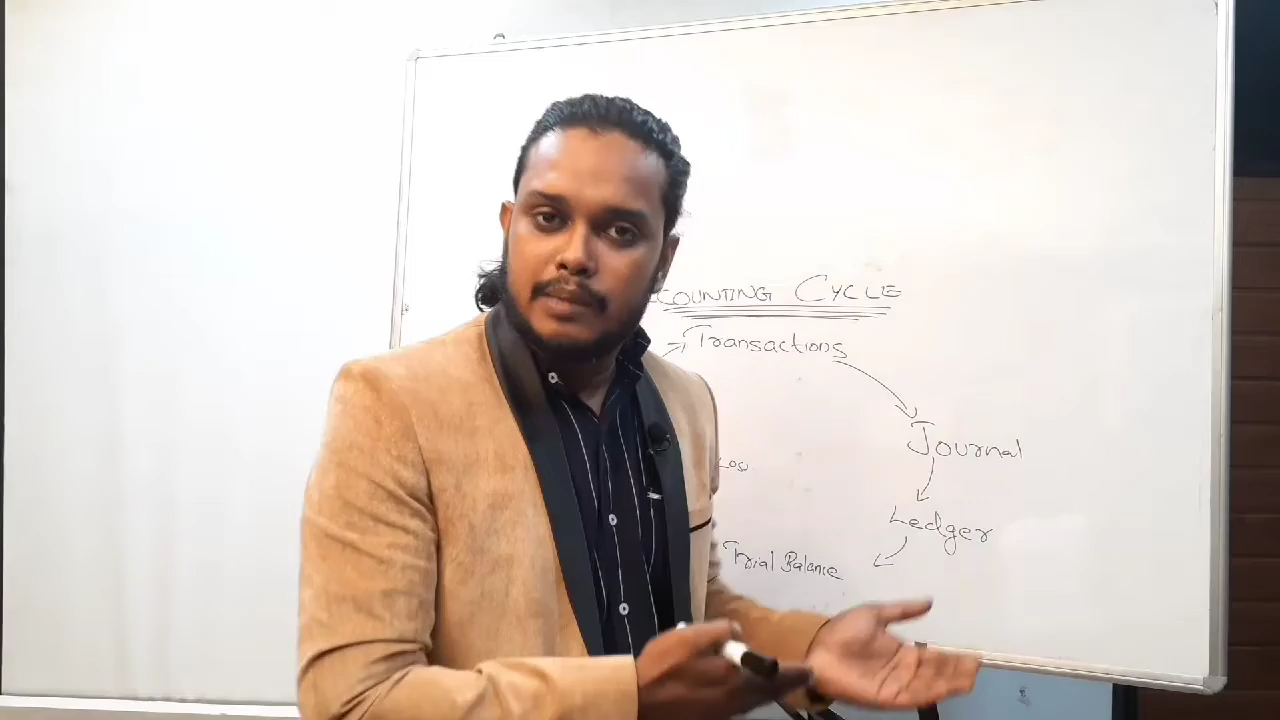 COUNTING CYCLE
Transactions
Journal
Ledger
Trial Balance